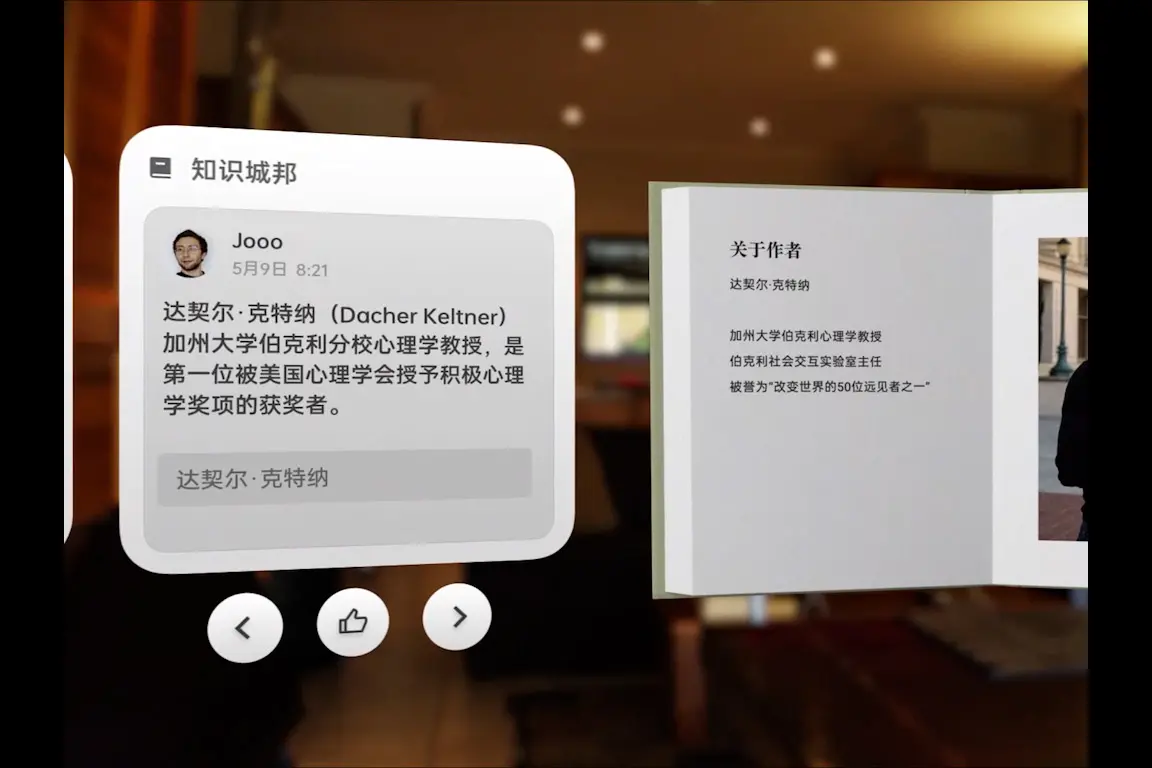 知识城邦
Jooo
5月9日 8:21
达契尔·克特纳（Dacher Keltner）
加州大学伯克利分校心理学教授，是
第一位被美国心理学会授予积极心理
学奖项的获奖者。
达契尔·克特纳
关于作者
达契尔·克特纳
加州大学伯克利心理学教授
伯克利社会交互实验室主任
被誉为“改变世界的50位远见者之一”